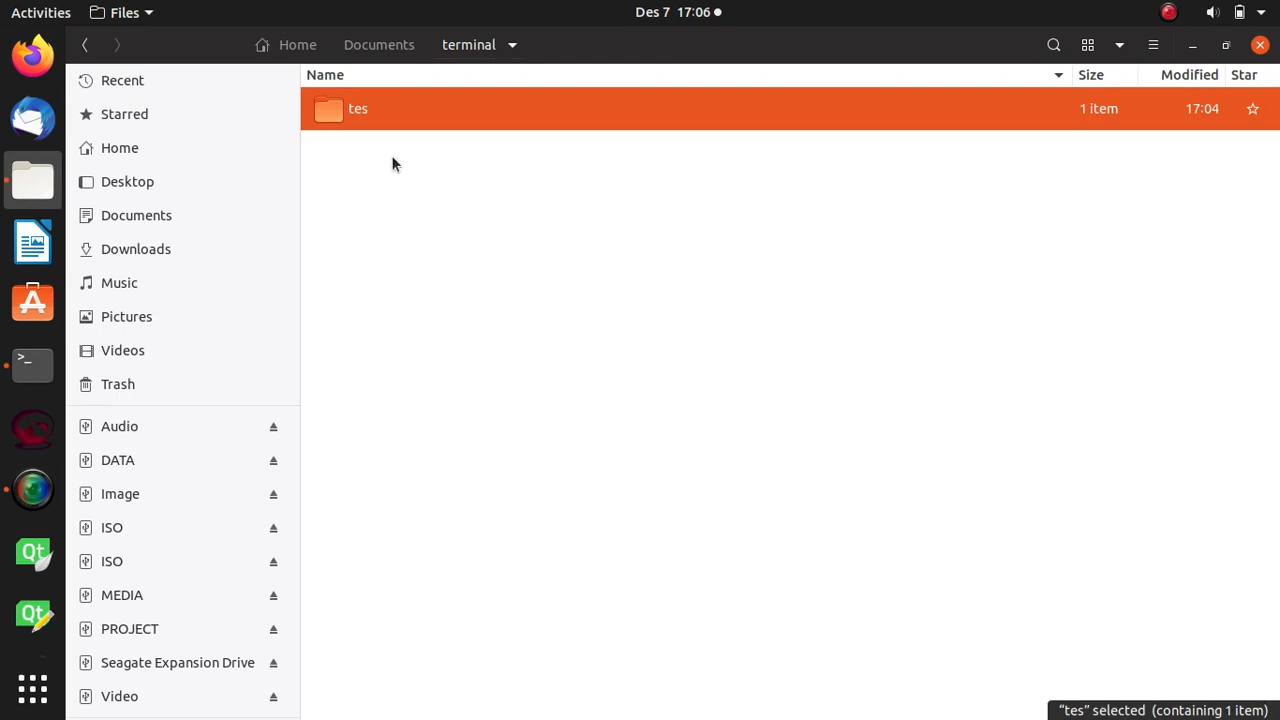 Activities Files Des 7 17:06
Home Documents terminal
Name Size Modified Star
tes 1 item 17:04
Recent
Starred
Home
Desktop
Documents
Downloads
Music
Pictures
Videos
Trash
Audio
DATA
Image
ISO
ISO
MEDIA
PROJECT
Seagate Expansion Drive
Video
>_
Qt
Qt
“tes” selected (containing 1 item)